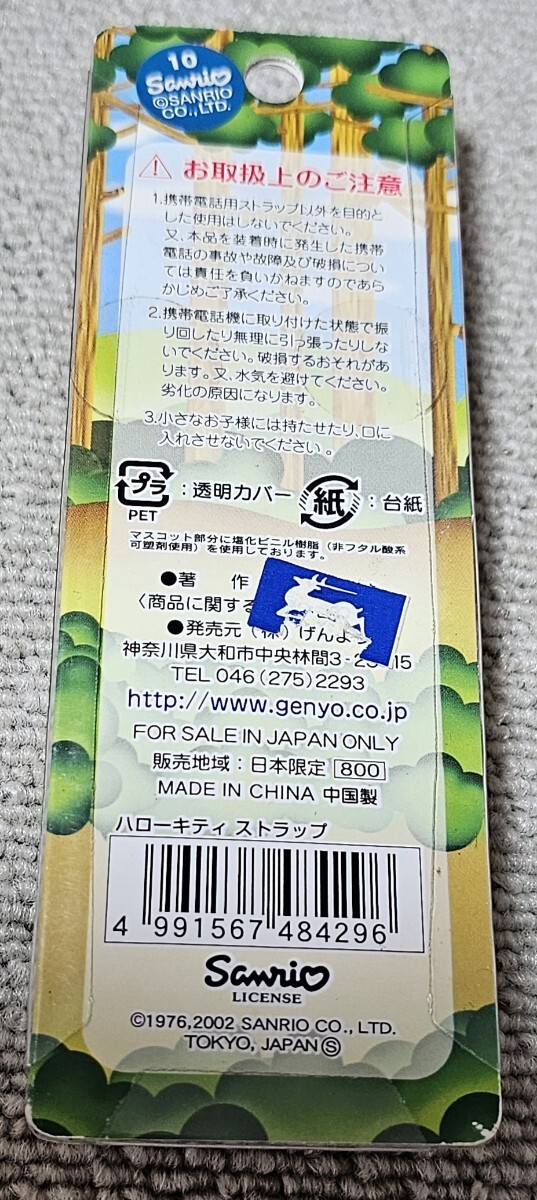 10
Sanrio
©SANRIO
CO.,LTD.
お取扱上のご注意
1.携帯電話用ストラップ以外を目的と
した使用はしないでください。
又、本品を装着時に発生した携帯
電話の事故や故障及び破損につい
ては責任を負いかねますのであら
かじめご了承ください。
2.携帯電話機に取り付けた状態で振
り回したり無理に引っ張ったりしな
いでください。破損するおそれがあ
ります。又、水気を避けてください。
劣化の原因になります。
3.小さなお子様には持たせたり、口に
入れさせないでください。
プラ
PET
:透明カバー
紙
:台紙
マスコット部分に塩化ビニル樹脂(非フタル酸系
可塑剤使用)を使用しております。
●著 作
〈商品に関する
●発売元(株)げんよ
神奈川県大和市中央林間3-2 15
TEL 046(275)2293
http://www.genyo.co.jp
FOR SALE IN JAPAN ONLY
販売地域:日本限定 800
MADE IN CHINA 中国製
ハローキティ ストラップ
4 991567 484296
Sanrio
LICENSE
©1976,2002 SANRIO CO.,LTD.
TOKYO, JAPAN Ⓢ